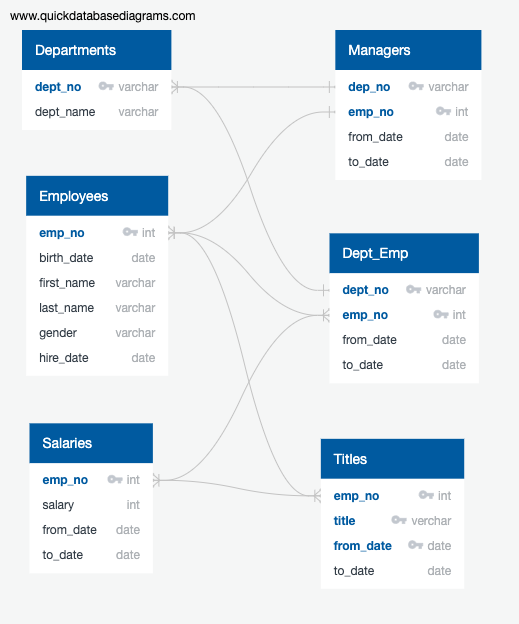 www.quickdatabasediagrams.com
Departments
dept_no varchar
dept_name varchar
Managers
dep_no varchar
emp_no int
from_date date
to_date date
Employees
emp_no int
birth_date date
first_name varchar
last_name varchar
gender varchar
hire_date date
Dept_Emp
dept_no varchar
emp_no int
from_date date
to_date date
Salaries
emp_no int
salary int
from_date date
to_date date
Titles
emp_no int
title verchar
from_date date
to_date date